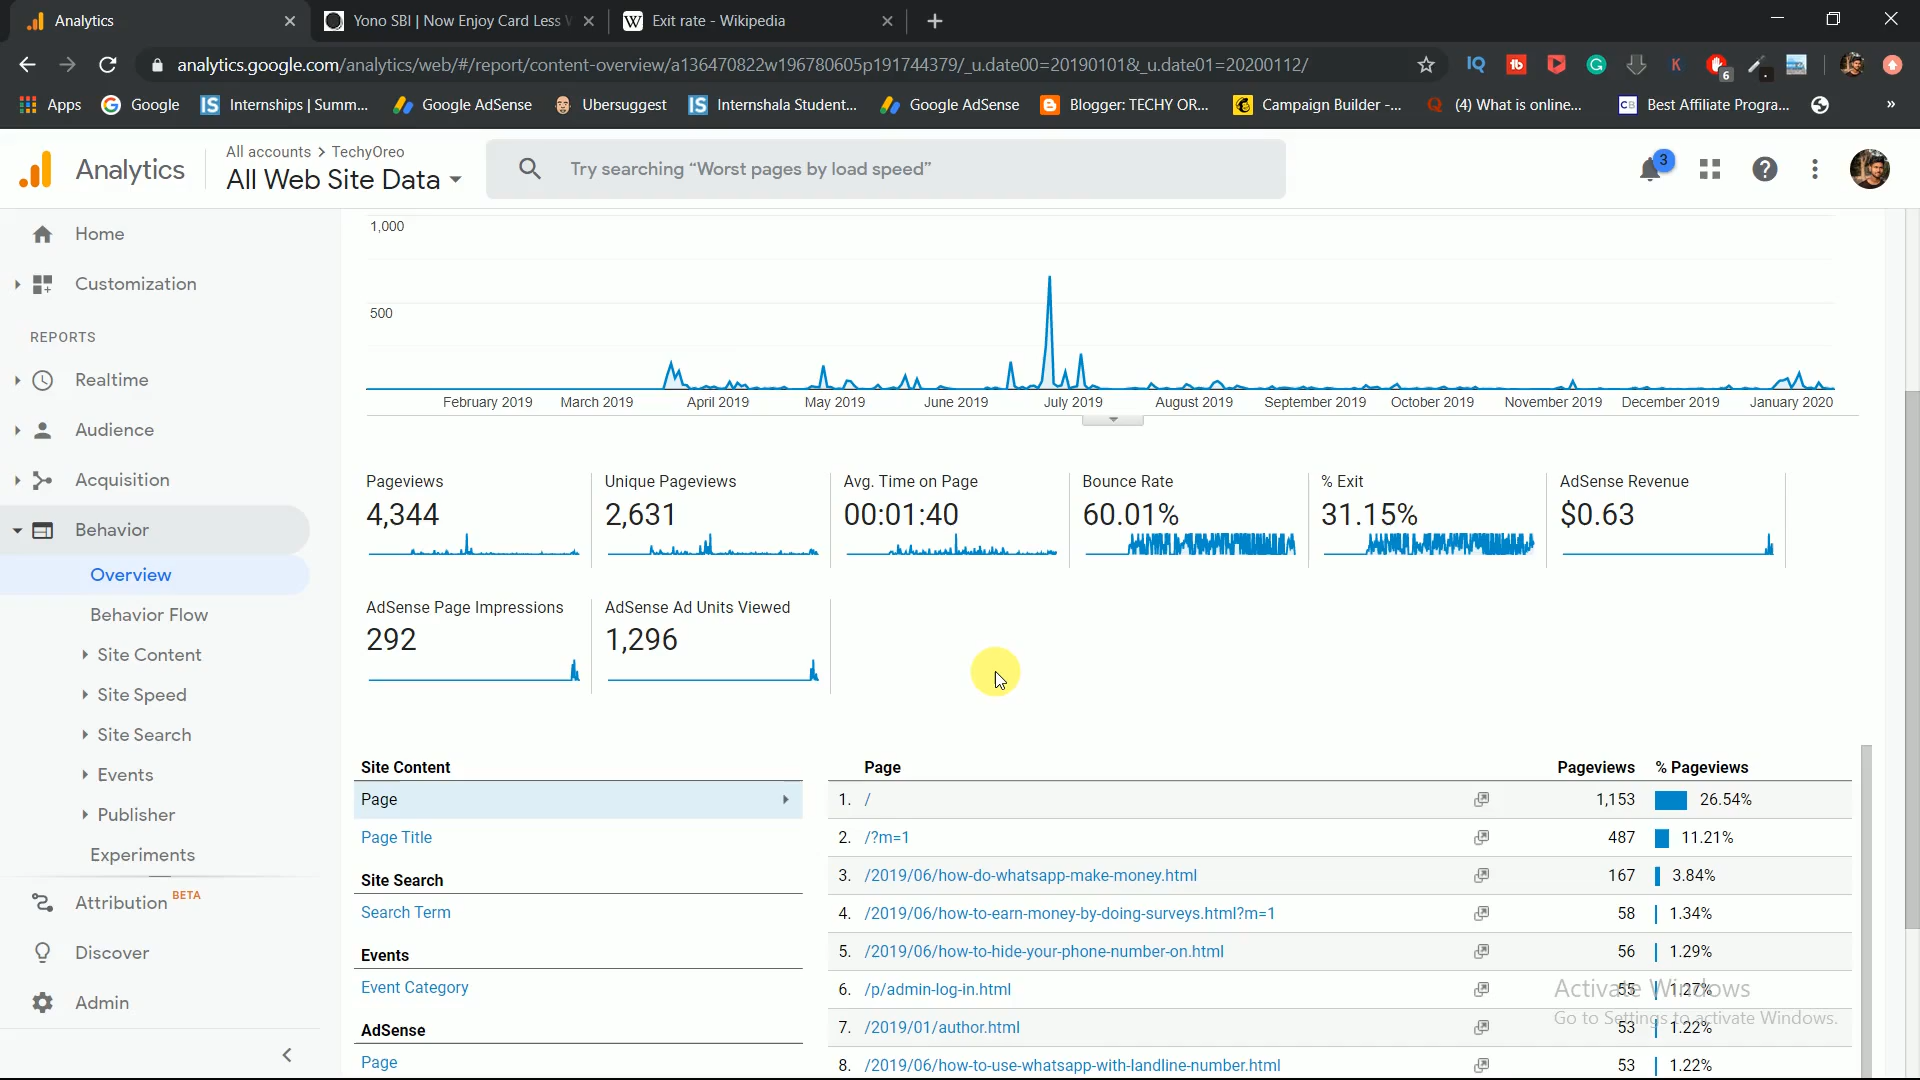 Analytics
Yono SBI | Now Enjoy Card Less W
W Exit rate - Wikipedia
analytics.google.com/analytics/web/#/report/content-overview/a136470822w196780605p191744379/_u.date00=20190101&_u.date01=20200112/
IQ
tb
G
K
6
Apps
G Google
IS Internships | Summ...
Google AdSense
Ubersuggest
IS Internshala Student...
Google AdSense
Blogger: TECHY OR...
Campaign Builder -...
Q (4) What is online...
CB Best Affiliate Progra...
»
Analytics
All accounts > TechyOreo
All Web Site Data
Try searching “Worst pages by load speed”
3
Home
Customization
REPORTS
Realtime
Audience
Acquisition
Behavior
Overview
Behavior Flow
Site Content
Site Speed
Site Search
Events
Publisher
Experiments
Attribution BETA
Discover
Admin
1,000
500
February 2019 March 2019 April 2019 May 2019 June 2019 July 2019 August 2019 September 2019 October 2019 November 2019 December 2019 January 2020
Pageviews
4,344
Unique Pageviews
2,631
Avg. Time on Page
00:01:40
Bounce Rate
60.01%
% Exit
31.15%
AdSense Revenue
$0.63
AdSense Page Impressions
292
AdSense Ad Units Viewed
1,296
Site Content
Page
Page Title
Site Search
Search Term
Events
Event Category
AdSense
Page
Page Pageviews % Pageviews
1. / 1,153 26.54%
2. /?m=1 487 11.21%
3. /2019/06/how-do-whatsapp-make-money.html 167 3.84%
4. /2019/06/how-to-earn-money-by-doing-surveys.html?m=1 58 1.34%
5. /2019/06/how-to-hide-your-phone-number-on.html 56 1.29%
6. /p/admin-log-in.html 55 1.27%
7. /2019/01/author.html 53 1.22%
8. /2019/06/how-to-use-whatsapp-with-landline-number.html 53 1.22%
Activate Windows
Go to Settings to activate Windows.